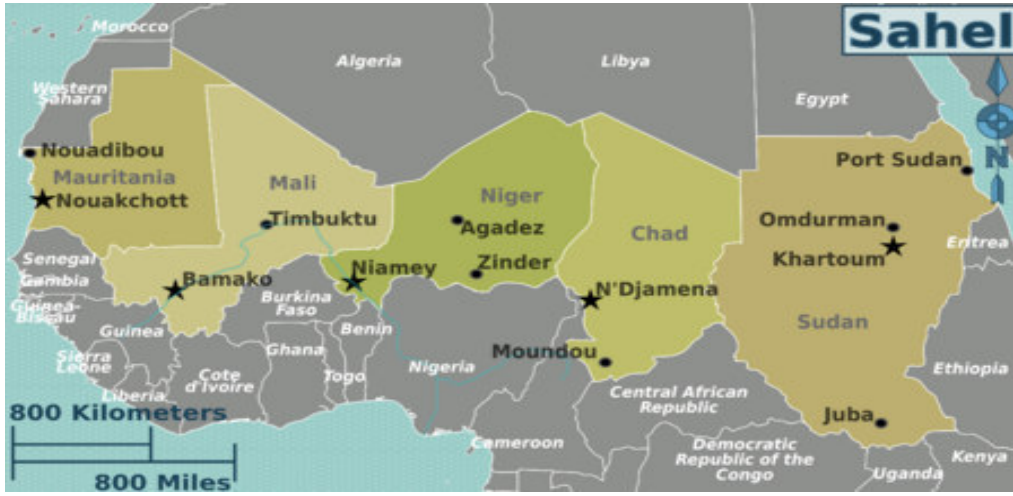 Morocco
Sahel
Algeria
Libya
Western
Sahara
Egypt
N
Nouadibou
Port Sudan
Mauritania
Mali
Nouakchott
Niger
Timbuktu
Agadez
Chad
Omdurman
Khartoum
Eritrea
Senegal
Gambia
Bamako
Niamey
Zinder
N'Djamena
Guinea-
Bissau
Burkina
Faso
Guinea
Benin
Sudan
Sierra
Leone
Ghana
Nigeria
Moundou
Cote
d'Ivoire
Togo
Ethiopia
Liberia
Central African
Republic
800 Kilometers
Juba
Cameroon
Democratic
Republic of the
Congo
Kenya
800 Miles
Uganda